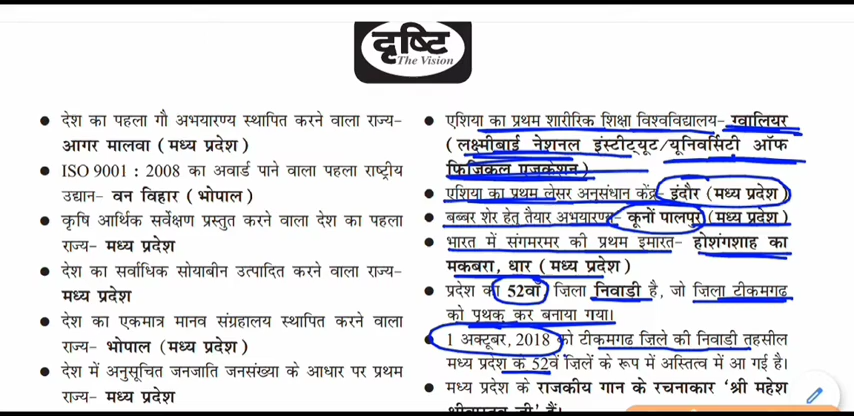 दृष्टि
The Vision
• देश का पहला गौ अभयारण्य स्थापित करने वाला राज्य–
आगर मालवा (मध्य प्रदेश)
• ISO 9001 : 2008 का अवार्ड पाने वाला पहला राष्ट्रीय
उद्यान– वन विहार (भोपाल)
• कृषि आर्थिक सर्वेक्षण प्रस्तुत करने वाला देश का पहला
राज्य– मध्य प्रदेश
• देश का सर्वाधिक सोयाबीन उत्पादित करने वाला राज्य–
मध्य प्रदेश
• देश का एकमात्र मानव संग्रहालय स्थापित करने वाला
राज्य– भोपाल (मध्य प्रदेश)
• देश में अनुसूचित जनजाति जनसंख्या के आधार पर प्रथम
राज्य– मध्य प्रदेश
• एशिया का प्रथम शारीरिक शिक्षा विश्वविद्यालय– ग्वालियर
(लक्ष्मीबाई नेशनल इंस्टीट्यूट/यूनिवर्सिटी ऑफ
फिजिकल एजुकेशन)
• एशिया का प्रथम लेसर अनुसंधान केंद्र– इंदौर (मध्य प्रदेश)
• बब्बर शेर हेतु तैयार अभयारण्य– कूनो पालपुर (मध्य प्रदेश)
• भारत में संगमरमर की प्रथम इमारत– होशंगशाह का
मकबरा, धार (मध्य प्रदेश)
• प्रदेश का 52वाँ जिला निवाडी है, जो ज़िला टीकमगढ
को पृथक् कर बनाया गया।
• 1 अक्टूबर, 2018 को टीकमगढ जिले की निवाडी तहसील
मध्य प्रदेश के 52वें जिले के रूप में अस्तित्व में आ गई है।
• मध्य प्रदेश के राजकीय गान के रचनाकार ‘श्री महेश
श्रीवास्तव जी’ हैं।